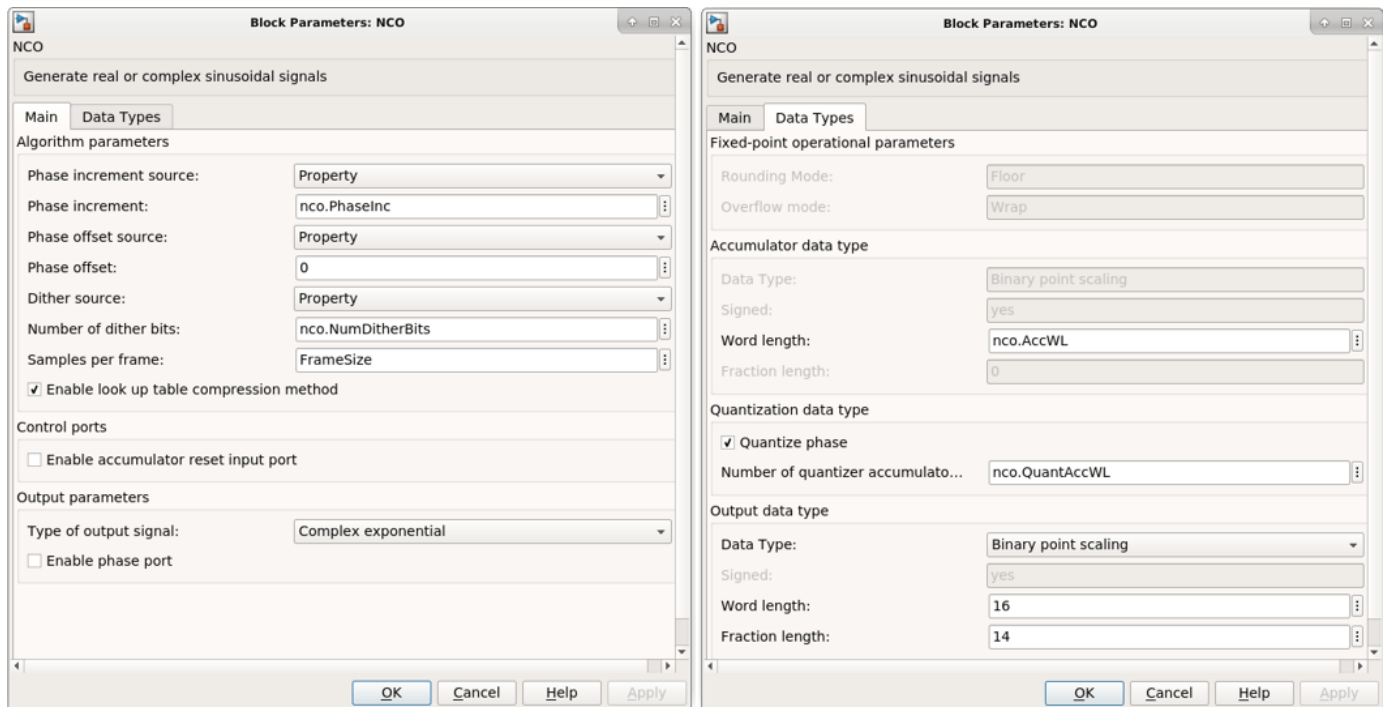 Block Parameters: NCO
NCO
Generate real or complex sinusoidal signals
Main Data Types
Algorithm parameters
Phase increment source: Property
Phase increment: nco.PhaseInc
Phase offset source: Property
Phase offset: 0
Dither source: Property
Number of dither bits: nco.NumDitherBits
Samples per frame: FrameSize
Enable look up table compression method
Control ports
Enable accumulator reset input port
Output parameters
Type of output signal: Complex exponential
Enable phase port
OK Cancel Help Apply
Block Parameters: NCO
NCO
Generate real or complex sinusoidal signals
Main Data Types
Fixed-point operational parameters
Rounding Mode: Floor
Overflow mode: Wrap
Accumulator data type
Data Type: Binary point scaling
Signed: yes
Word length: nco.AccWL
Fraction length: 0
Quantization data type
Quantize phase
Number of quantizer accumulato... nco.QuantAccWL
Output data type
Data Type: Binary point scaling
Signed: yes
Word length: 16
Fraction length: 14
OK Cancel Help Apply